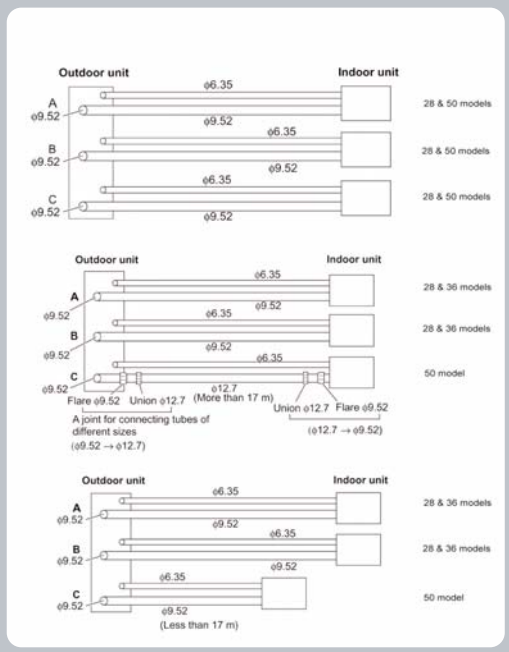 Outdoor unit Indoor unit
A
φ9.52
φ6.35
φ9.52
28 & 50 models
B
φ9.52
φ6.35
φ9.52
28 & 50 models
C
φ9.52
φ6.35
φ9.52
28 & 50 models
Outdoor unit Indoor unit
A
φ9.52
φ6.35
φ9.52
28 & 36 models
B
φ9.52
φ6.35
φ9.52
28 & 36 models
C
φ9.52
φ6.35
φ12.7
(More than 17 m)
50 model
Flare φ9.52 Union φ12.7
Union φ12.7 Flare φ9.52
A joint for connecting tubes of
different sizes
(φ9.52 → φ12.7)
(φ12.7 → φ9.52)
Outdoor unit Indoor unit
A
φ9.52
φ6.35
φ9.52
28 & 36 models
B
φ9.52
φ6.35
φ9.52
28 & 36 models
C
φ9.52
φ6.35
φ9.52
(Less than 17 m)
50 model